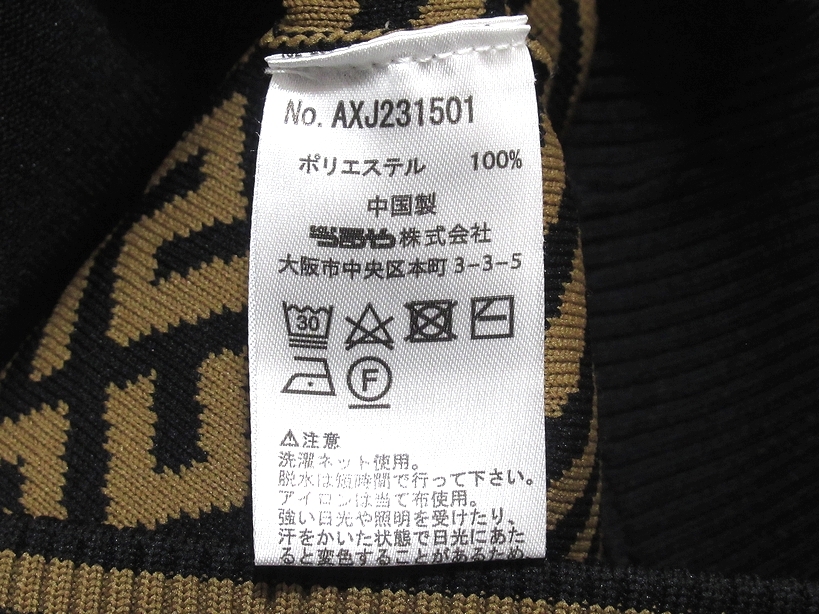 No. AXJ231501
ポリエステル 100%
中国製
株式会社
大阪市中央区本町 3-3-5
30
F
注意
洗濯ネット使用。
脱水は短時間で行って下さい。
アイロンは当て布使用。
強い日光や照明を受けたり、
汗をかいた状態で日光にあた
ると変色することがあるため